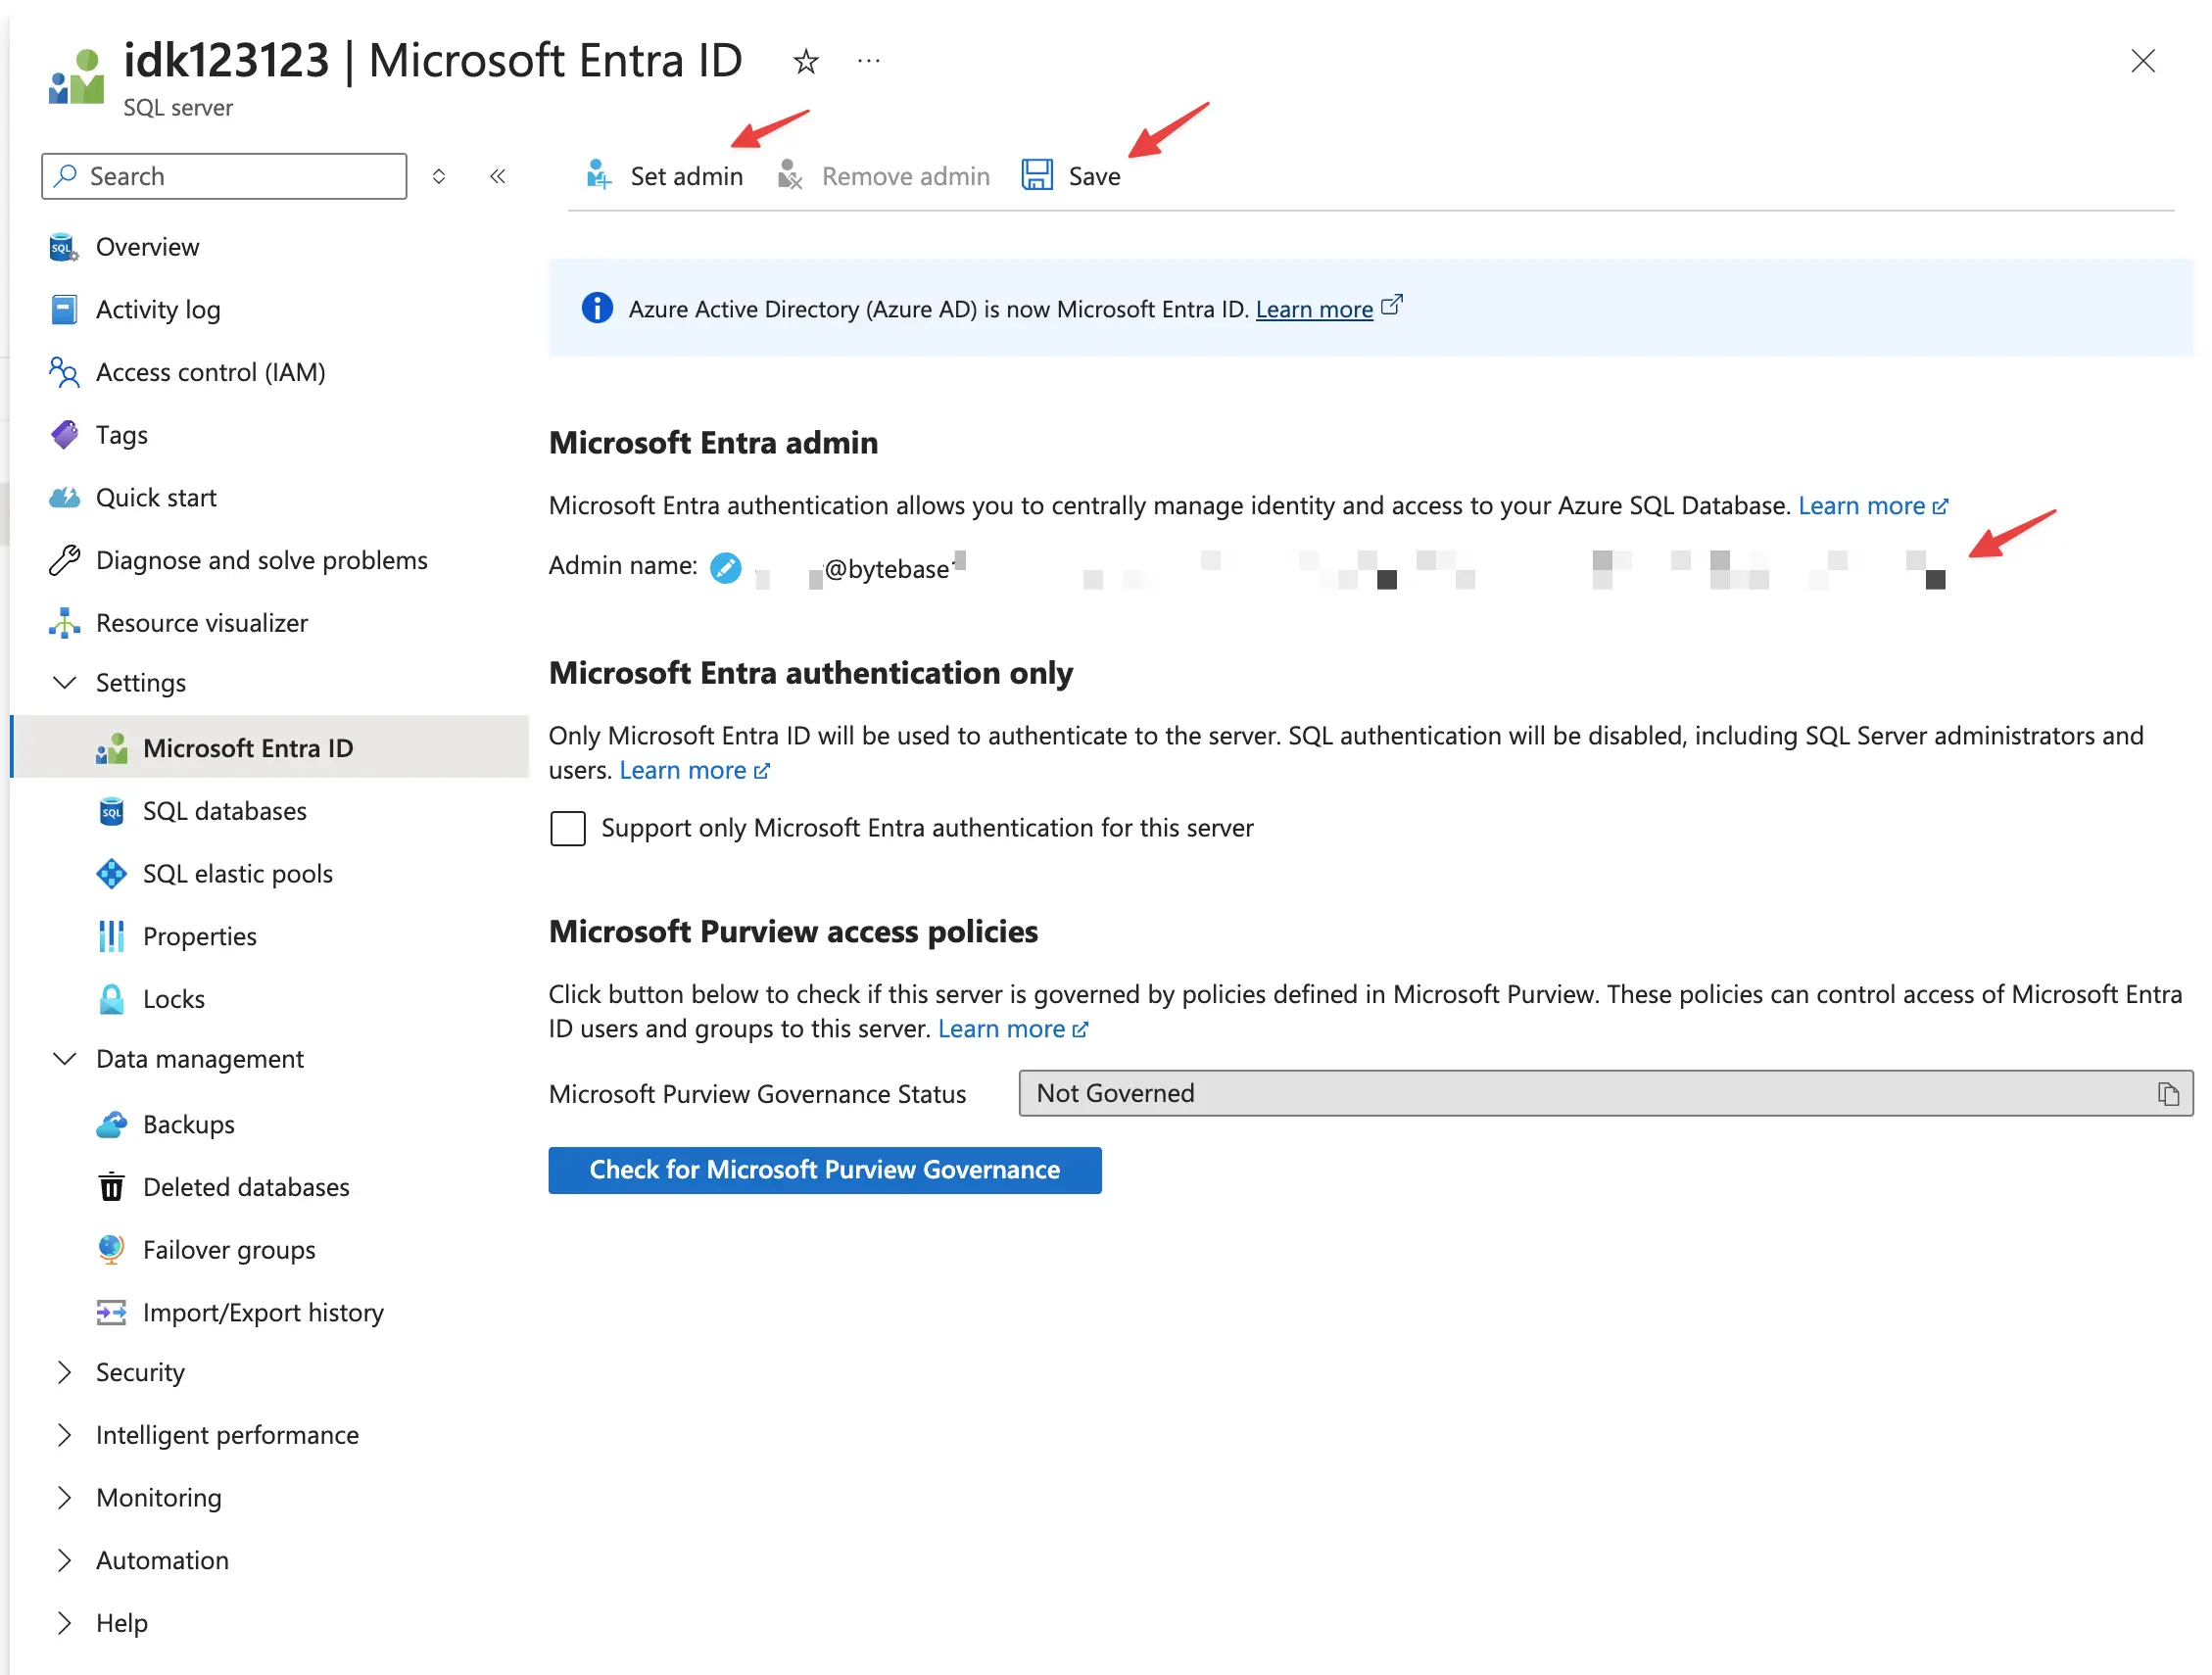 idk123123 | Microsoft Entra ID
SQL server
Search
Set admin
Remove admin
Save
Overview
Activity log
Access control (IAM)
Tags
Quick start
Diagnose and solve problems
Resource visualizer
Settings
Microsoft Entra ID
SQL databases
SQL elastic pools
Properties
Locks
Data management
Backups
Deleted databases
Failover groups
Import/Export history
Security
Intelligent performance
Monitoring
Automation
Help
Azure Active Directory (Azure AD) is now Microsoft Entra ID. Learn more
Microsoft Entra admin
Microsoft Entra authentication allows you to centrally manage identity and access to your Azure SQL Database. Learn more
Admin name: @bytebase
Microsoft Entra authentication only
Only Microsoft Entra ID will be used to authenticate to the server. SQL authentication will be disabled, including SQL Server administrators and
users. Learn more
Support only Microsoft Entra authentication for this server
Microsoft Purview access policies
Click button below to check if this server is governed by policies defined in Microsoft Purview. These policies can control access of Microsoft Entra
ID users and groups to this server. Learn more
Microsoft Purview Governance Status
Not Governed
Check for Microsoft Purview Governance